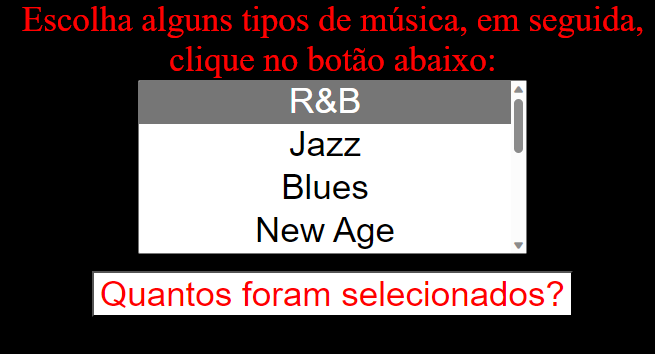 Escolha alguns tipos de música, em seguida,
clique no botão abaixo:
R&B
Jazz
Blues
New Age
Quantos foram selecionados?